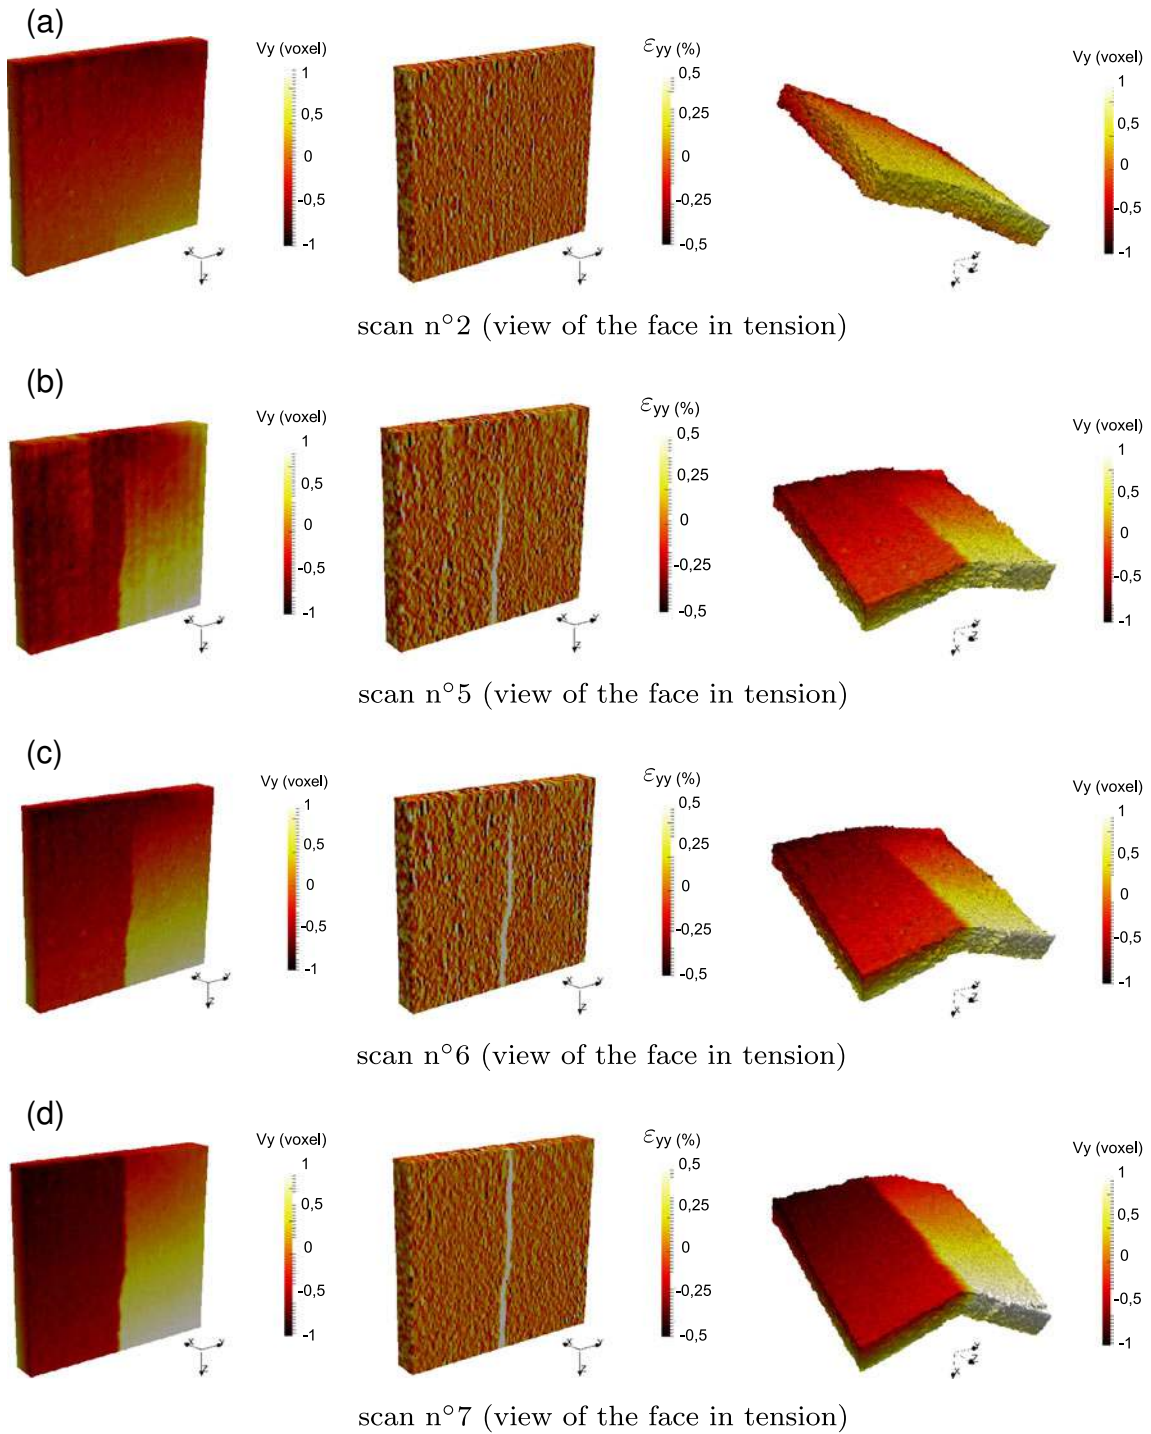 (a)
Vy (voxel)
1
0,5
0
-0,5
-1
X
Y
Z
εyy (%)
0,5
0,25
0
-0,25
-0,5
X
Y
Z
Vy (voxel)
1
0,5
0
-0,5
-1
Y
Z
X
scan n°2 (view of the face in tension)
(b)
Vy (voxel)
1
0,5
0
-0,5
-1
X
Y
Z
εyy (%)
0,5
0,25
0
-0,25
-0,5
X
Y
Z
Vy (voxel)
1
0,5
0
-0,5
-1
Y
Z
X
scan n°5 (view of the face in tension)
(c)
Vy (voxel)
1
0,5
0
-0,5
-1
X
Y
Z
εyy (%)
0,5
0,25
0
-0,25
-0,5
X
Y
Z
Vy (voxel)
1
0,5
0
-0,5
-1
Y
Z
X
scan n°6 (view of the face in tension)
(d)
Vy (voxel)
1
0,5
0
-0,5
-1
X
Y
Z
εyy (%)
0,5
0,25
0
-0,25
-0,5
X
Y
Z
Vy (voxel)
1
0,5
0
-0,5
-1
Y
Z
X
scan n°7 (view of the face in tension)